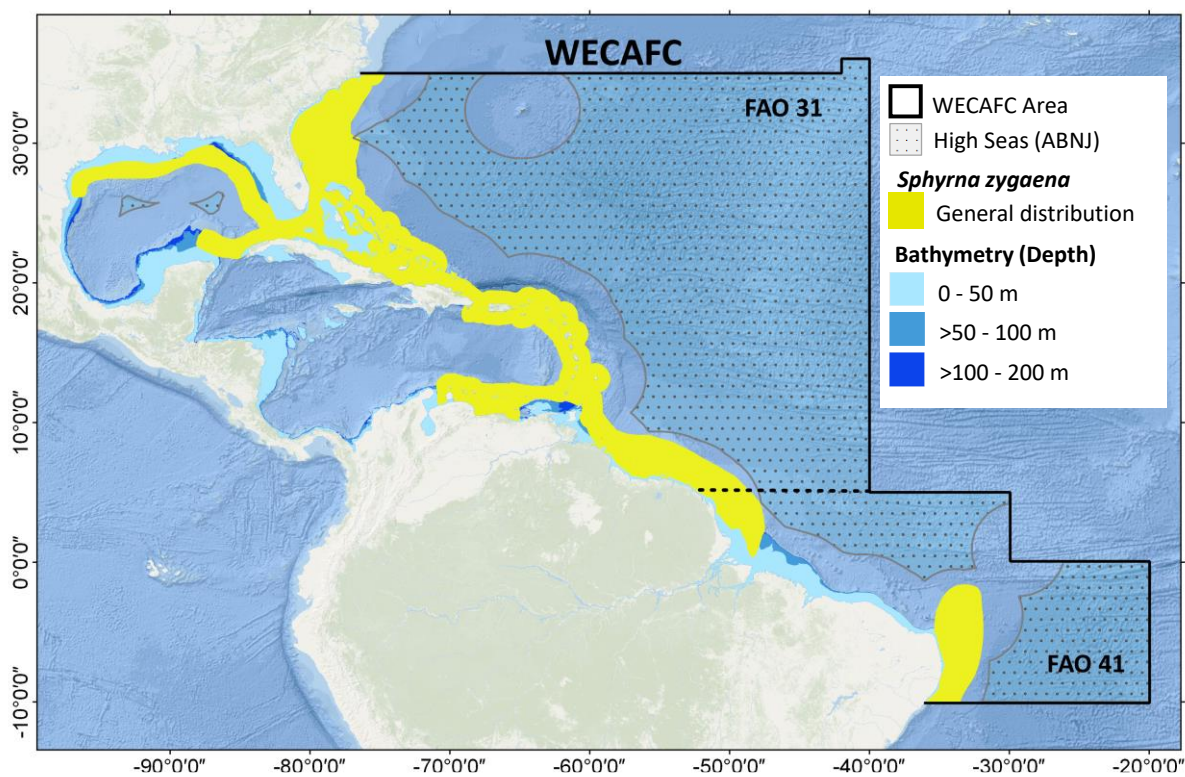 WECAFC
FAO 31
WECAFC Area
High Seas (ABNJ)
Sphyrna zygaena
General distribution
Bathymetry (Depth)
0 - 50 m
>50 - 100 m
>100 - 200 m
FAO 41
30°0'0"
20°0'0"
10°0'0"
0°0'0"
-10°0'0"
-90°0'0" -80°0'0" -70°0'0" -60°0'0" -50°0'0" -40°0'0" -30°0'0" -20°0'0"